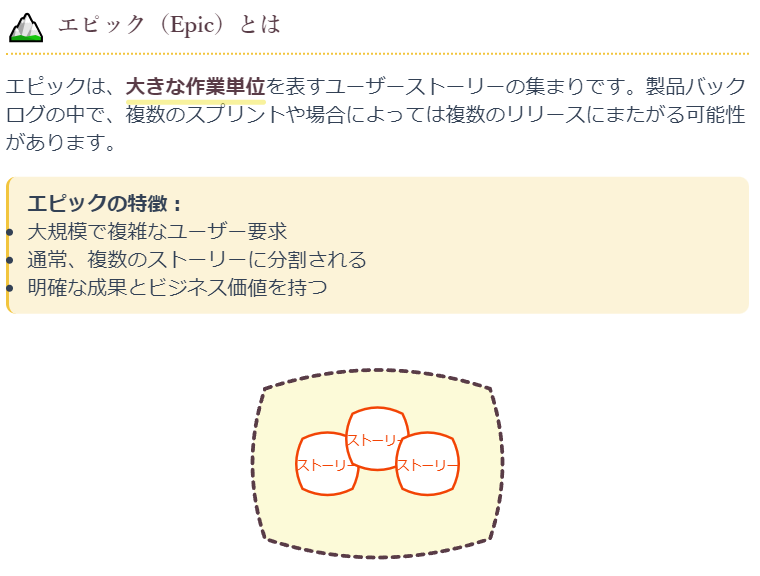 エピック（Epic）とは
エピックは、大きな作業単位を表すユーザーストーリーの集まりです。製品バック
ログの中で、複数のスプリントや場合によっては複数のリリースにまたがる可能性
があります。
エピックの特徴：
大規模で複雑なユーザー要求
通常、複数のストーリーに分割される
明確な成果とビジネス価値を持つ
ストーリー
ストーリー
ストーリー